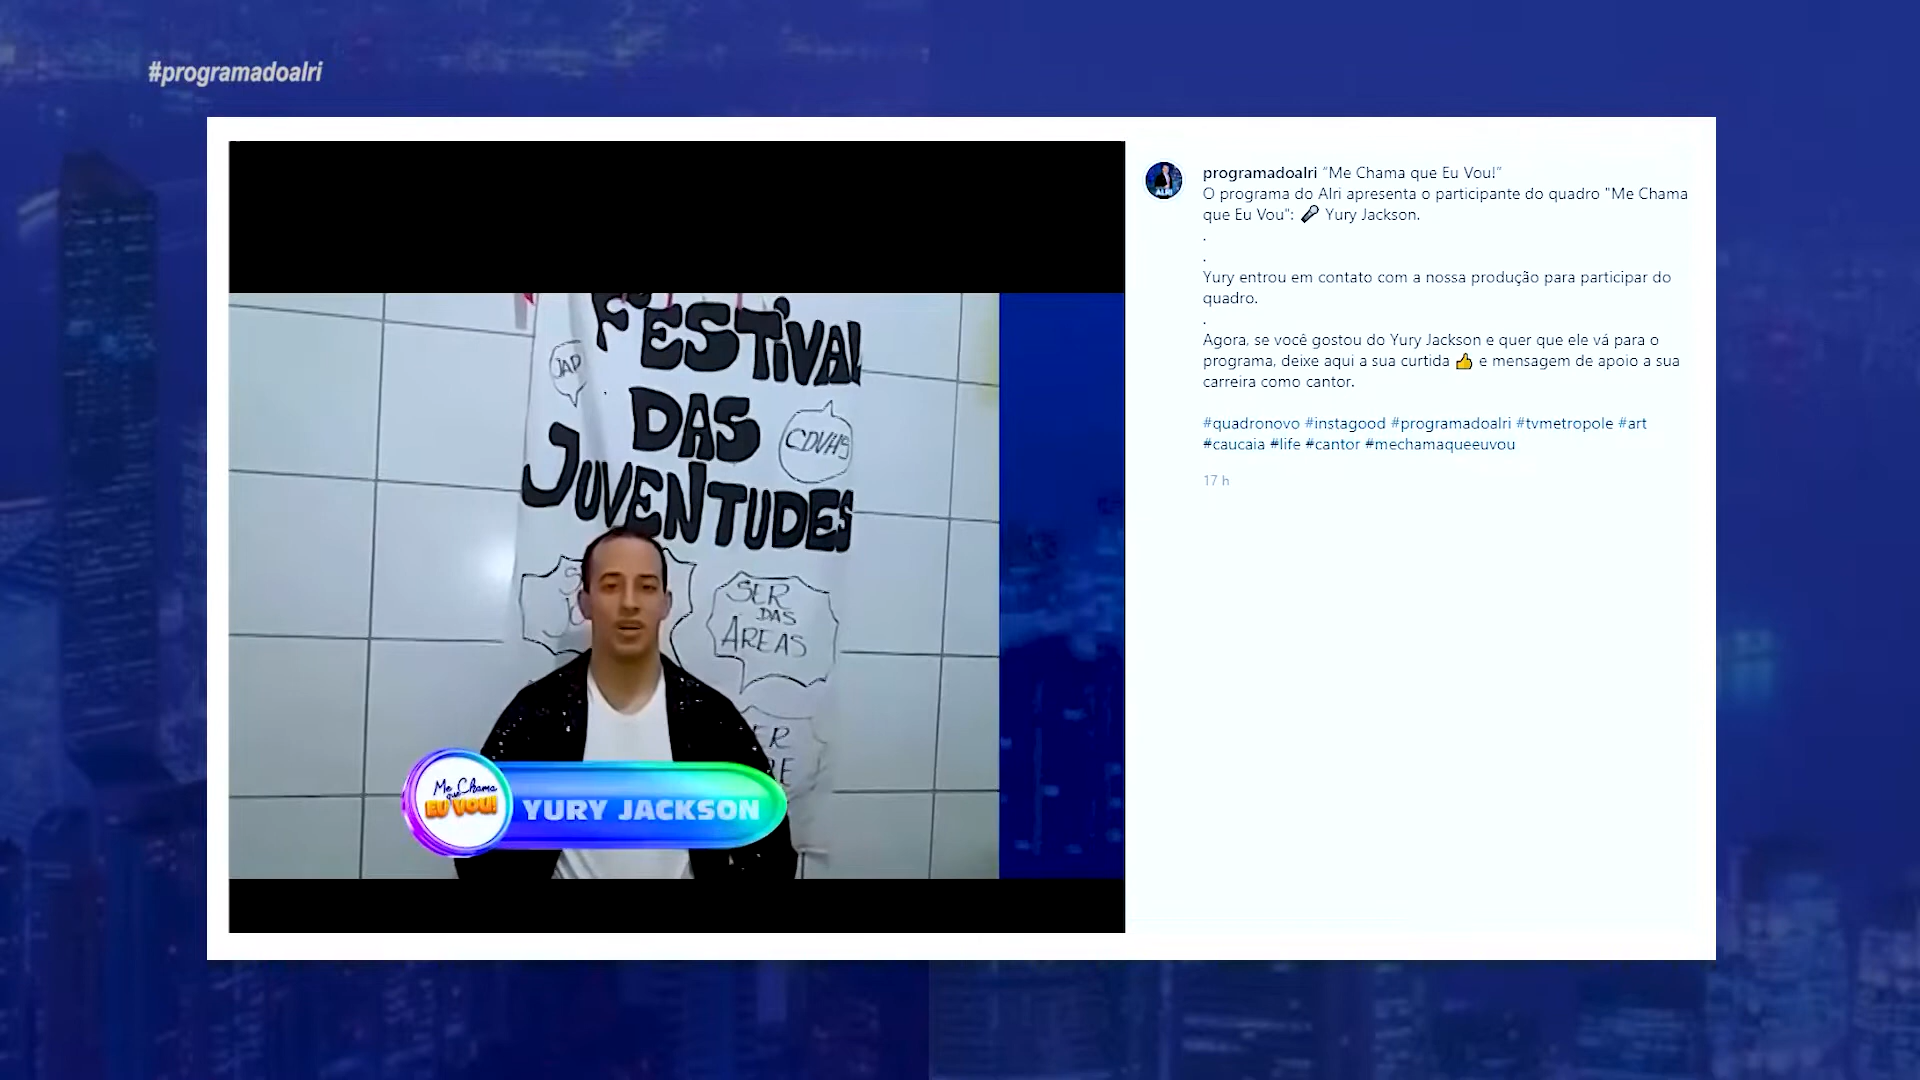 #programadoalri
FESTIVAL
JAP
DAS
CDVHS
JUVENTUDES
SER
DAS
ÁREAS
Me Chama
que
EU VOU!
YURY JACKSON
programadoalri “Me Chama que Eu Vou!”
O programa do Alri apresenta o participante do quadro "Me Chama
que Eu Vou": 🎤 Yury Jackson.
.
.
Yury entrou em contato com a nossa produção para participar do
quadro.
.
Agora, se você gostou do Yury Jackson e quer que ele vá para o
programa, deixe aqui a sua curtida 👍 e mensagem de apoio a sua
carreira como cantor.
#quadronovo #instagood #programadoalri #tvmetropole #art
#caucaia #life #cantor #mechamaqueeuvou
17 h
ALRI